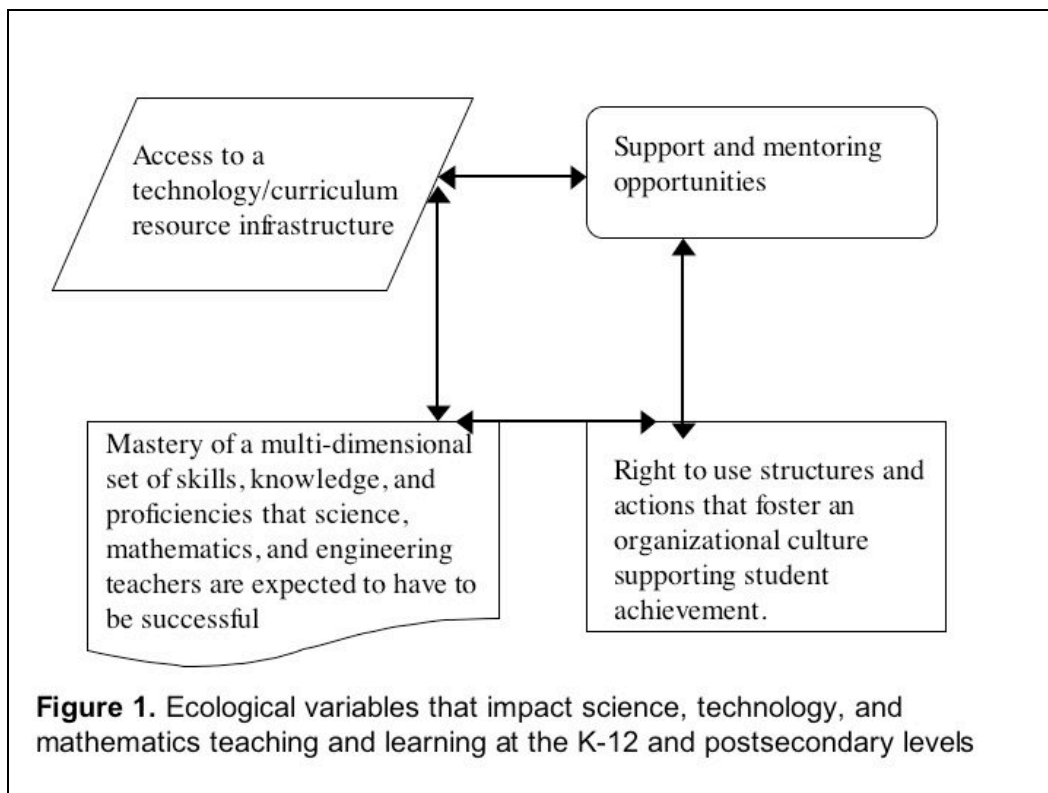 Access to a
technology/curriculum
resource infrastructure
Support and mentoring
opportunities
Mastery of a multi-dimensional
set of skills, knowledge, and
proficiencies that science,
mathematics, and engineering
teachers are expected to have to
be successful
Right to use structures and
actions that foster an
organizational culture
supporting student
achievement.
Figure 1. Ecological variables that impact science, technology, and
mathematics teaching and learning at the K-12 and postsecondary levels